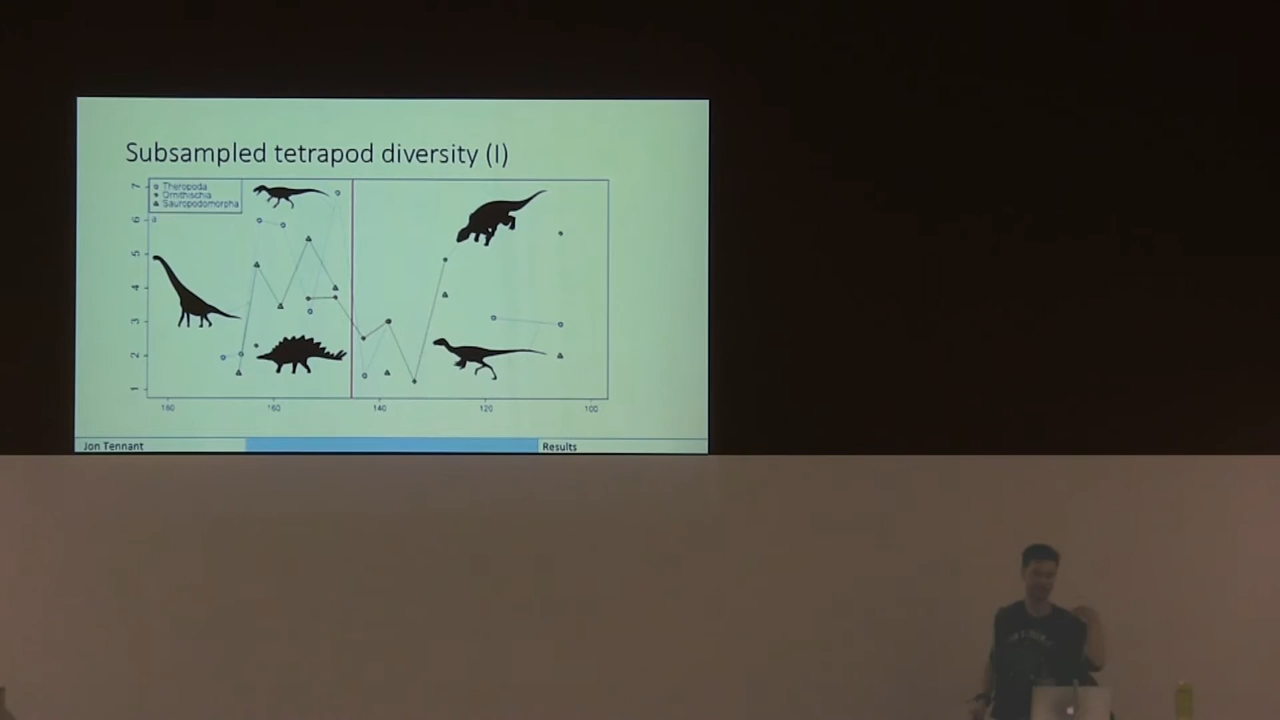 Subsampled tetrapod diversity (I)
Theropoda
Ornithischia
Sauropodomorpha
7
6
5
4
3
2
1
180
160
140
120
100
Jon Tennant
Results